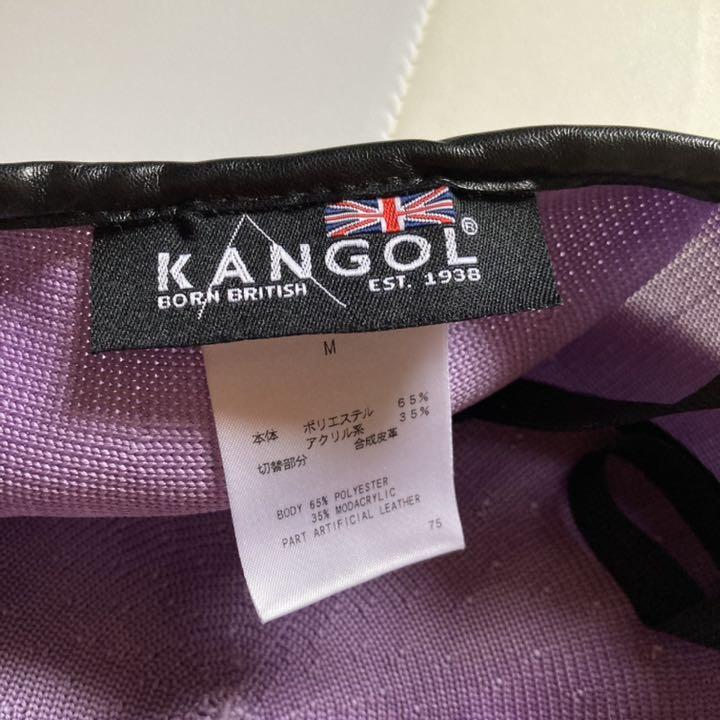 KANGOL®
BORN BRITISH EST. 1938
M
本体 ポリエステル 65%
アクリル系 35%
切替部分 合成皮革
BODY 65% POLYESTER
35% MODACRYLIC
PART ARTIFICIAL LEATHER
75